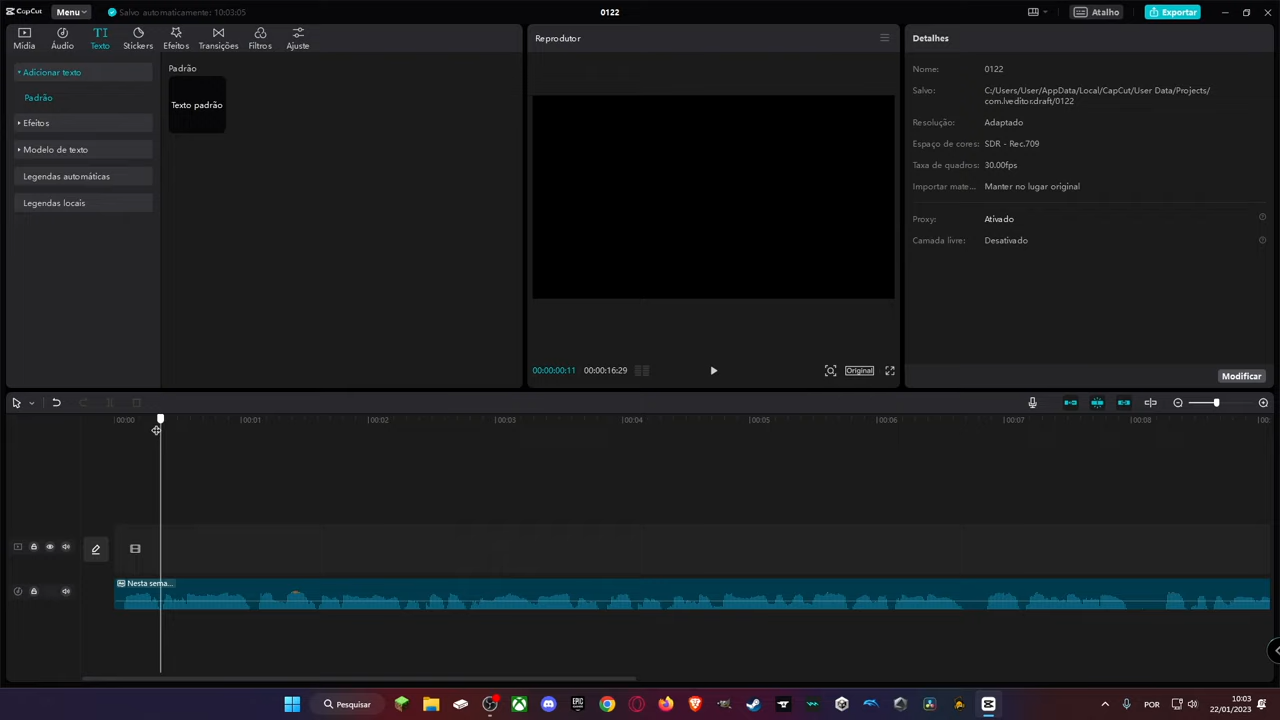 CapCut
Menu
Salvo automaticamente: 10:03:05
0122
Atalho
Exportar
Mídia
Áudio
Texto
Stickers
Efeitos
Transições
Filtros
Ajuste
Adicionar texto
Padrão
Efeitos
Modelo de texto
Legendas automáticas
Legendas locais
Padrão
Texto padrão
Reprodutor
00:00:00:11
00:00:16:29
Original
Detalhes
Nome: 0122
Salvo: C:/Users/User/AppData/Local/CapCut/User Data/Projects/
com.lveditor.draft/0122
Resolução: Adaptado
Espaço de cores: SDR - Rec.709
Taxa de quadros: 30.00fps
Importar mate... Manter no lugar original
Proxy: Ativado
Camada livre: Desativado
Modificar
00:00 00:01 00:02 00:03 00:04 00:05 00:06 00:07 00:08 00:
Nesta sema...
Pesquisar
EPIC
POR
10:03
22/01/2023